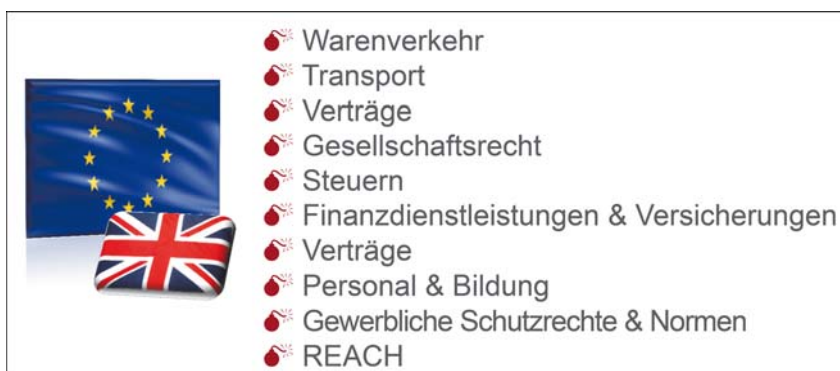 Warenverkehr
Transport
Verträge
Gesellschaftsrecht
Steuern
Finanzdienstleistungen & Versicherungen
Verträge
Personal & Bildung
Gewerbliche Schutzrechte & Normen
REACH